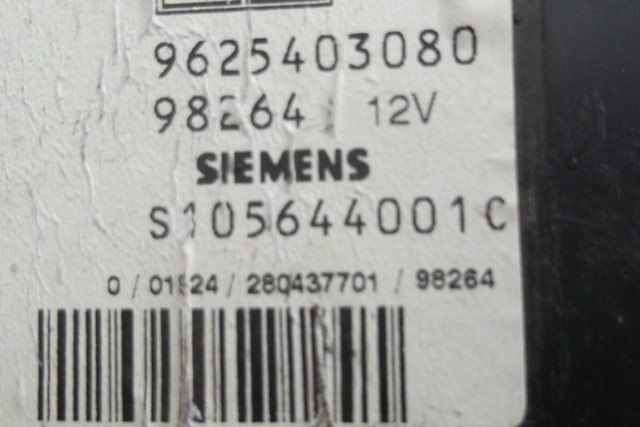 9625403080
98264 12V
SIEMENS
S105644001C
0 / 01924 / 280437701 / 98264